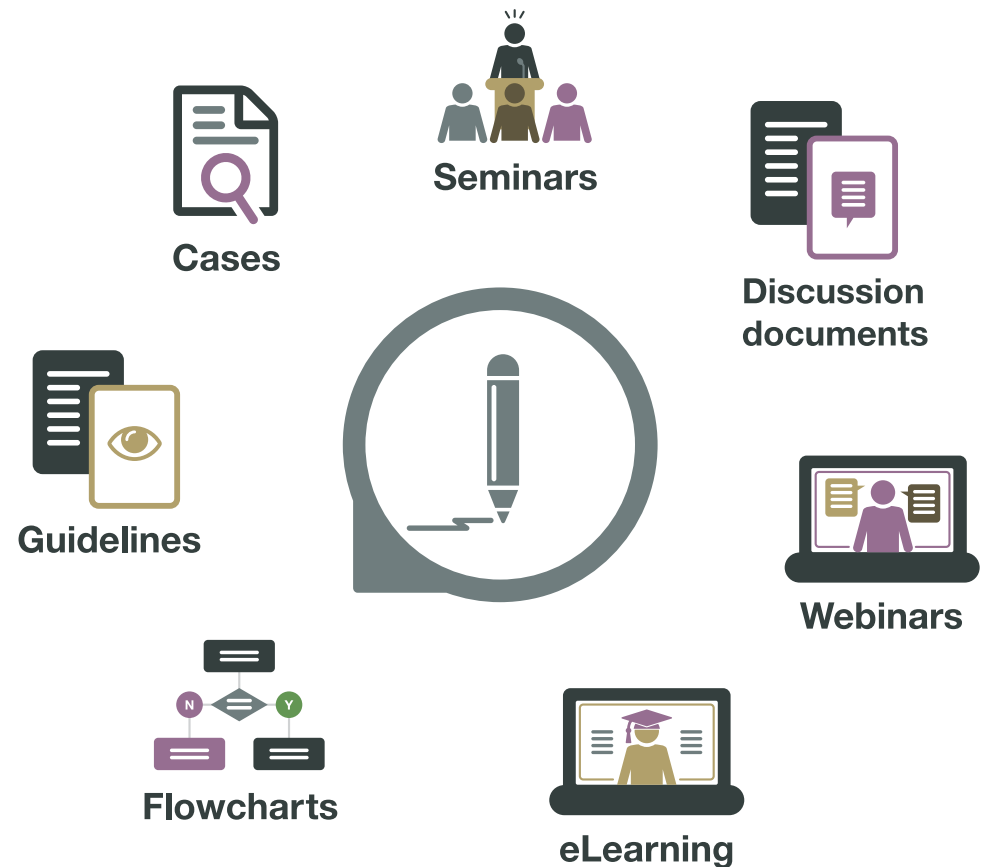 Seminars
Cases
Discussion
documents
Guidelines
Webinars
N
Y
Flowcharts
eLearning